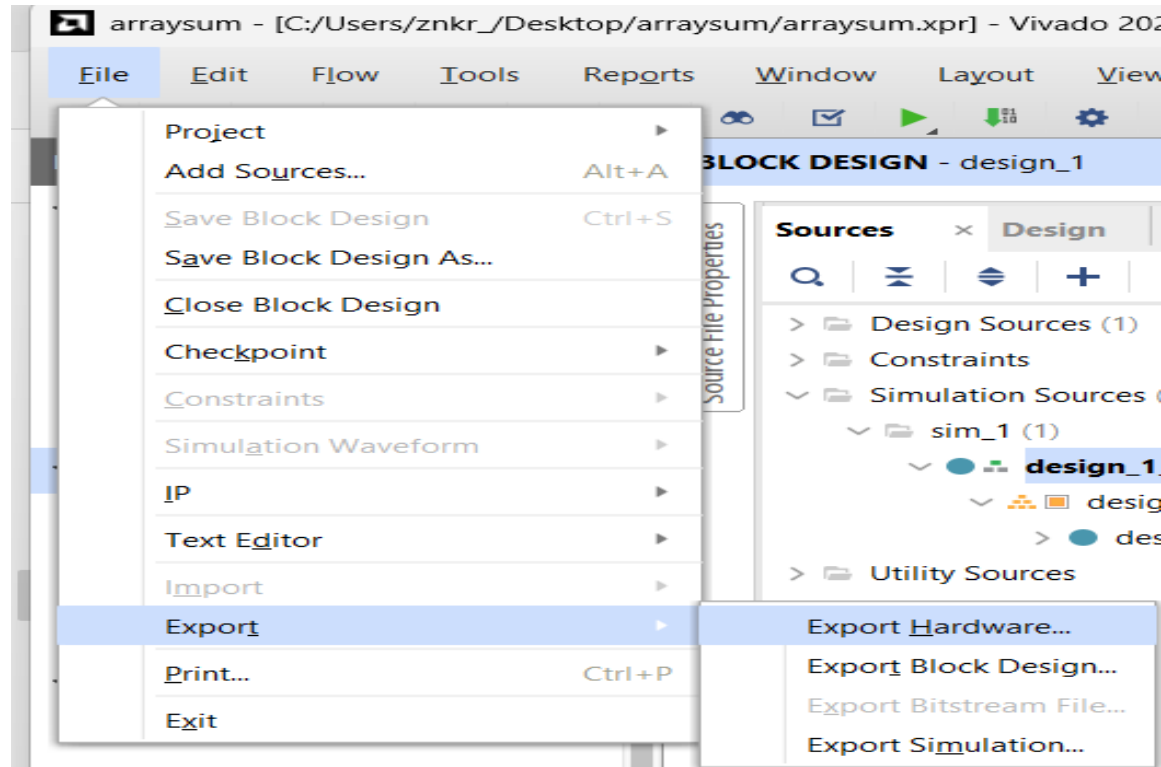 arraysum - [C:/Users/znkr_/Desktop/arraysum/arraysum.xpr] - Vivado 202
File Edit Flow Tools Reports Window Layout View
BLOCK DESIGN - design_1
Project
Add Sources... Alt+A
Save Block Design Ctrl+S
Save Block Design As...
Close Block Design
Checkpoint
Constraints
Simulation Waveform
IP
Text Editor
Import
Export
Print... Ctrl+P
Exit
Export Hardware...
Export Block Design...
Export Bitstream File...
Export Simulation...
Source File Properties
Sources × Design
Design Sources (1)
Constraints
Simulation Sources (
sim_1 (1)
design_1_
desig
des
Utility Sources